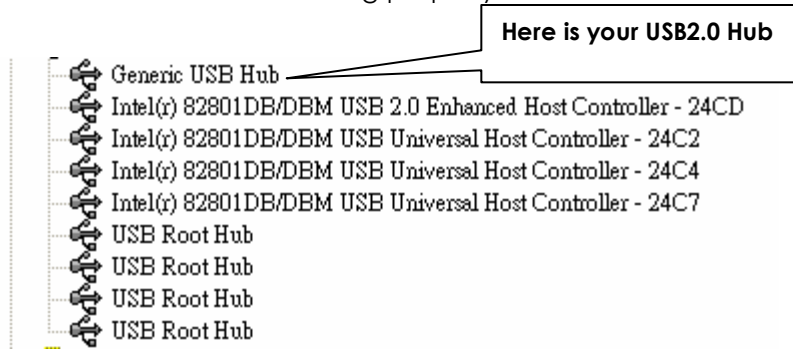 Here is your USB2.0 Hub
Generic USB Hub
Intel(r) 82801DB/DBM USB 2.0 Enhanced Host Controller - 24CD
Intel(r) 82801DB/DBM USB Universal Host Controller - 24C2
Intel(r) 82801DB/DBM USB Universal Host Controller - 24C4
Intel(r) 82801DB/DBM USB Universal Host Controller - 24C7
USB Root Hub
USB Root Hub
USB Root Hub
USB Root Hub